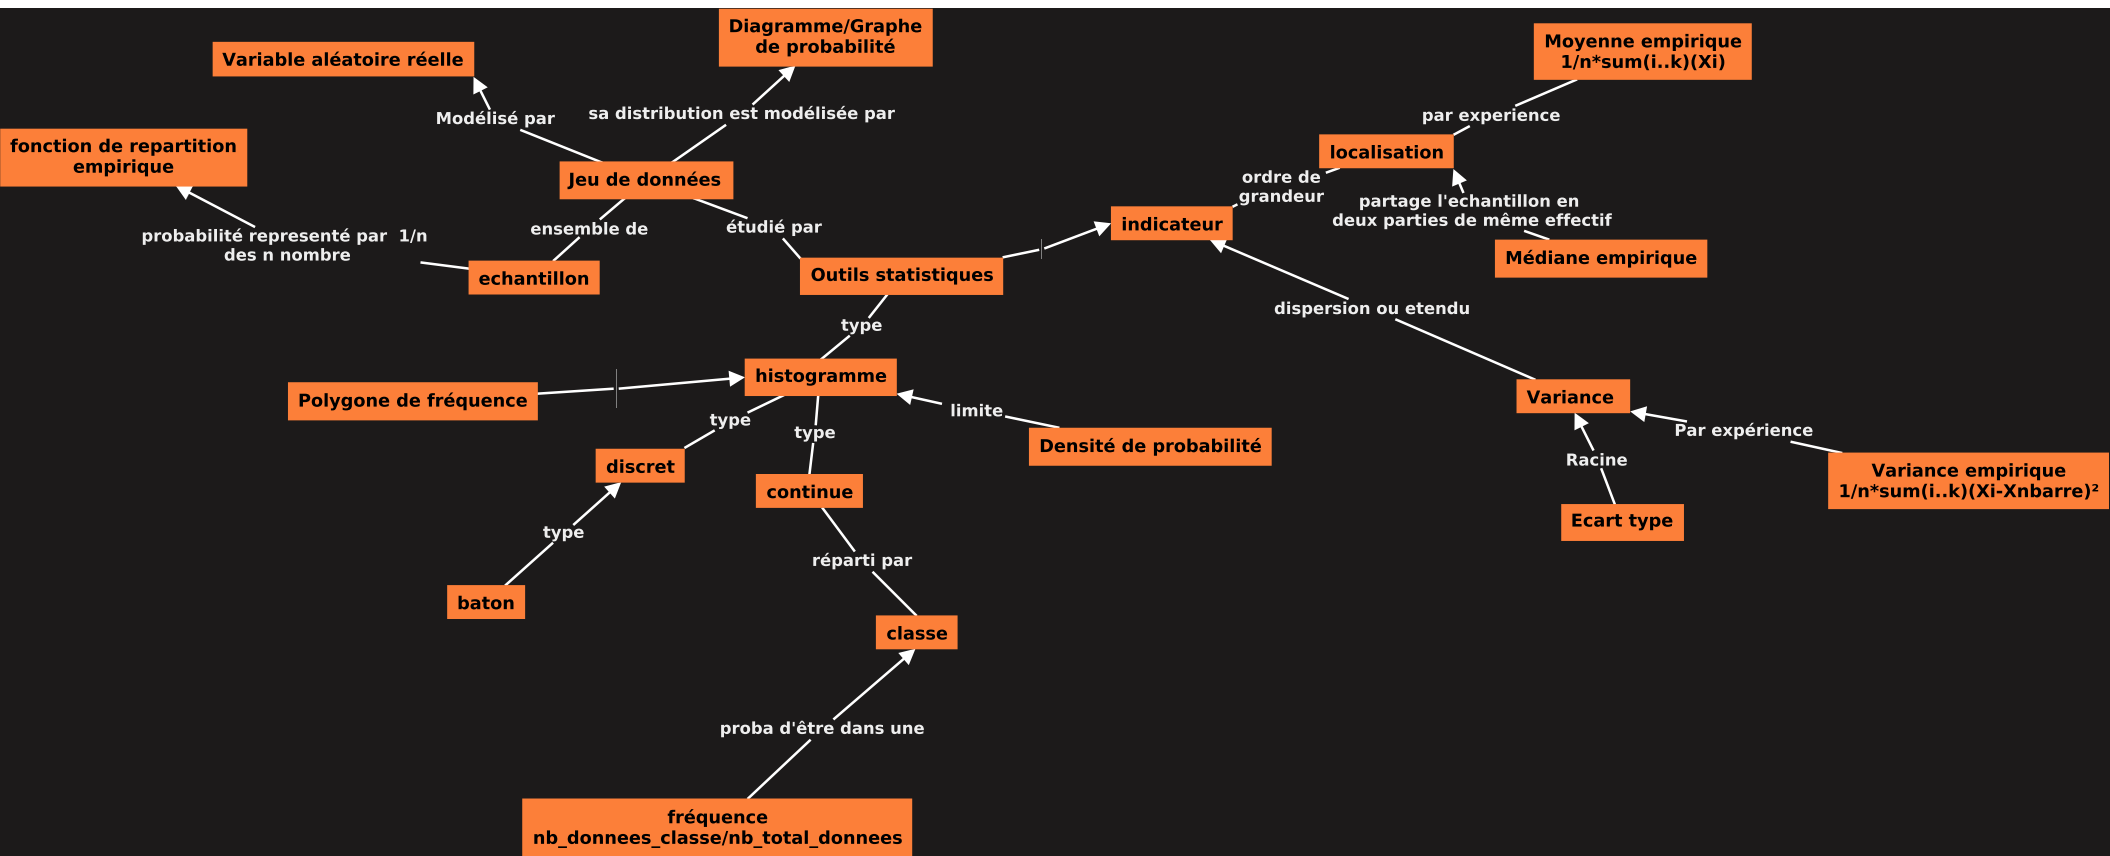 Diagramme/Graphe
de probabilité
Variable aléatoire réelle
Moyenne empirique
1/n*sum(i..k)(Xi)
Modélisé par
sa distribution est modélisée par
par experience
fonction de repartition
empirique
localisation
Jeu de données
ordre de
grandeur
partage l'echantillon en
deux parties de même effectif
indicateur
probabilité representé par  1/n
des n nombre
ensemble de
étudié par
Médiane empirique
echantillon
Outils statistiques
dispersion ou etendu
type
histogramme
Polygone de fréquence
Variance
limite
type
type
Par expérience
Densité de probabilité
discret
Racine
continue
Variance empirique
1/n*sum(i..k)(Xi-Xnbarre)²
Ecart type
type
réparti par
baton
classe
proba d'être dans une
fréquence
nb_donnees_classe/nb_total_donnees